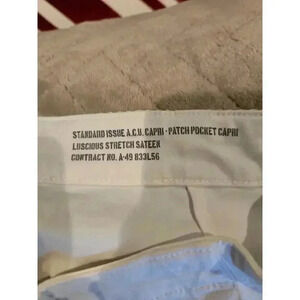 STANDARD ISSUE A.C.U. CAPRI - PATCH POCKET CAPRI
LUSCIOUS STRETCH SATEEN
CONTRACT NO. A-49 833L56